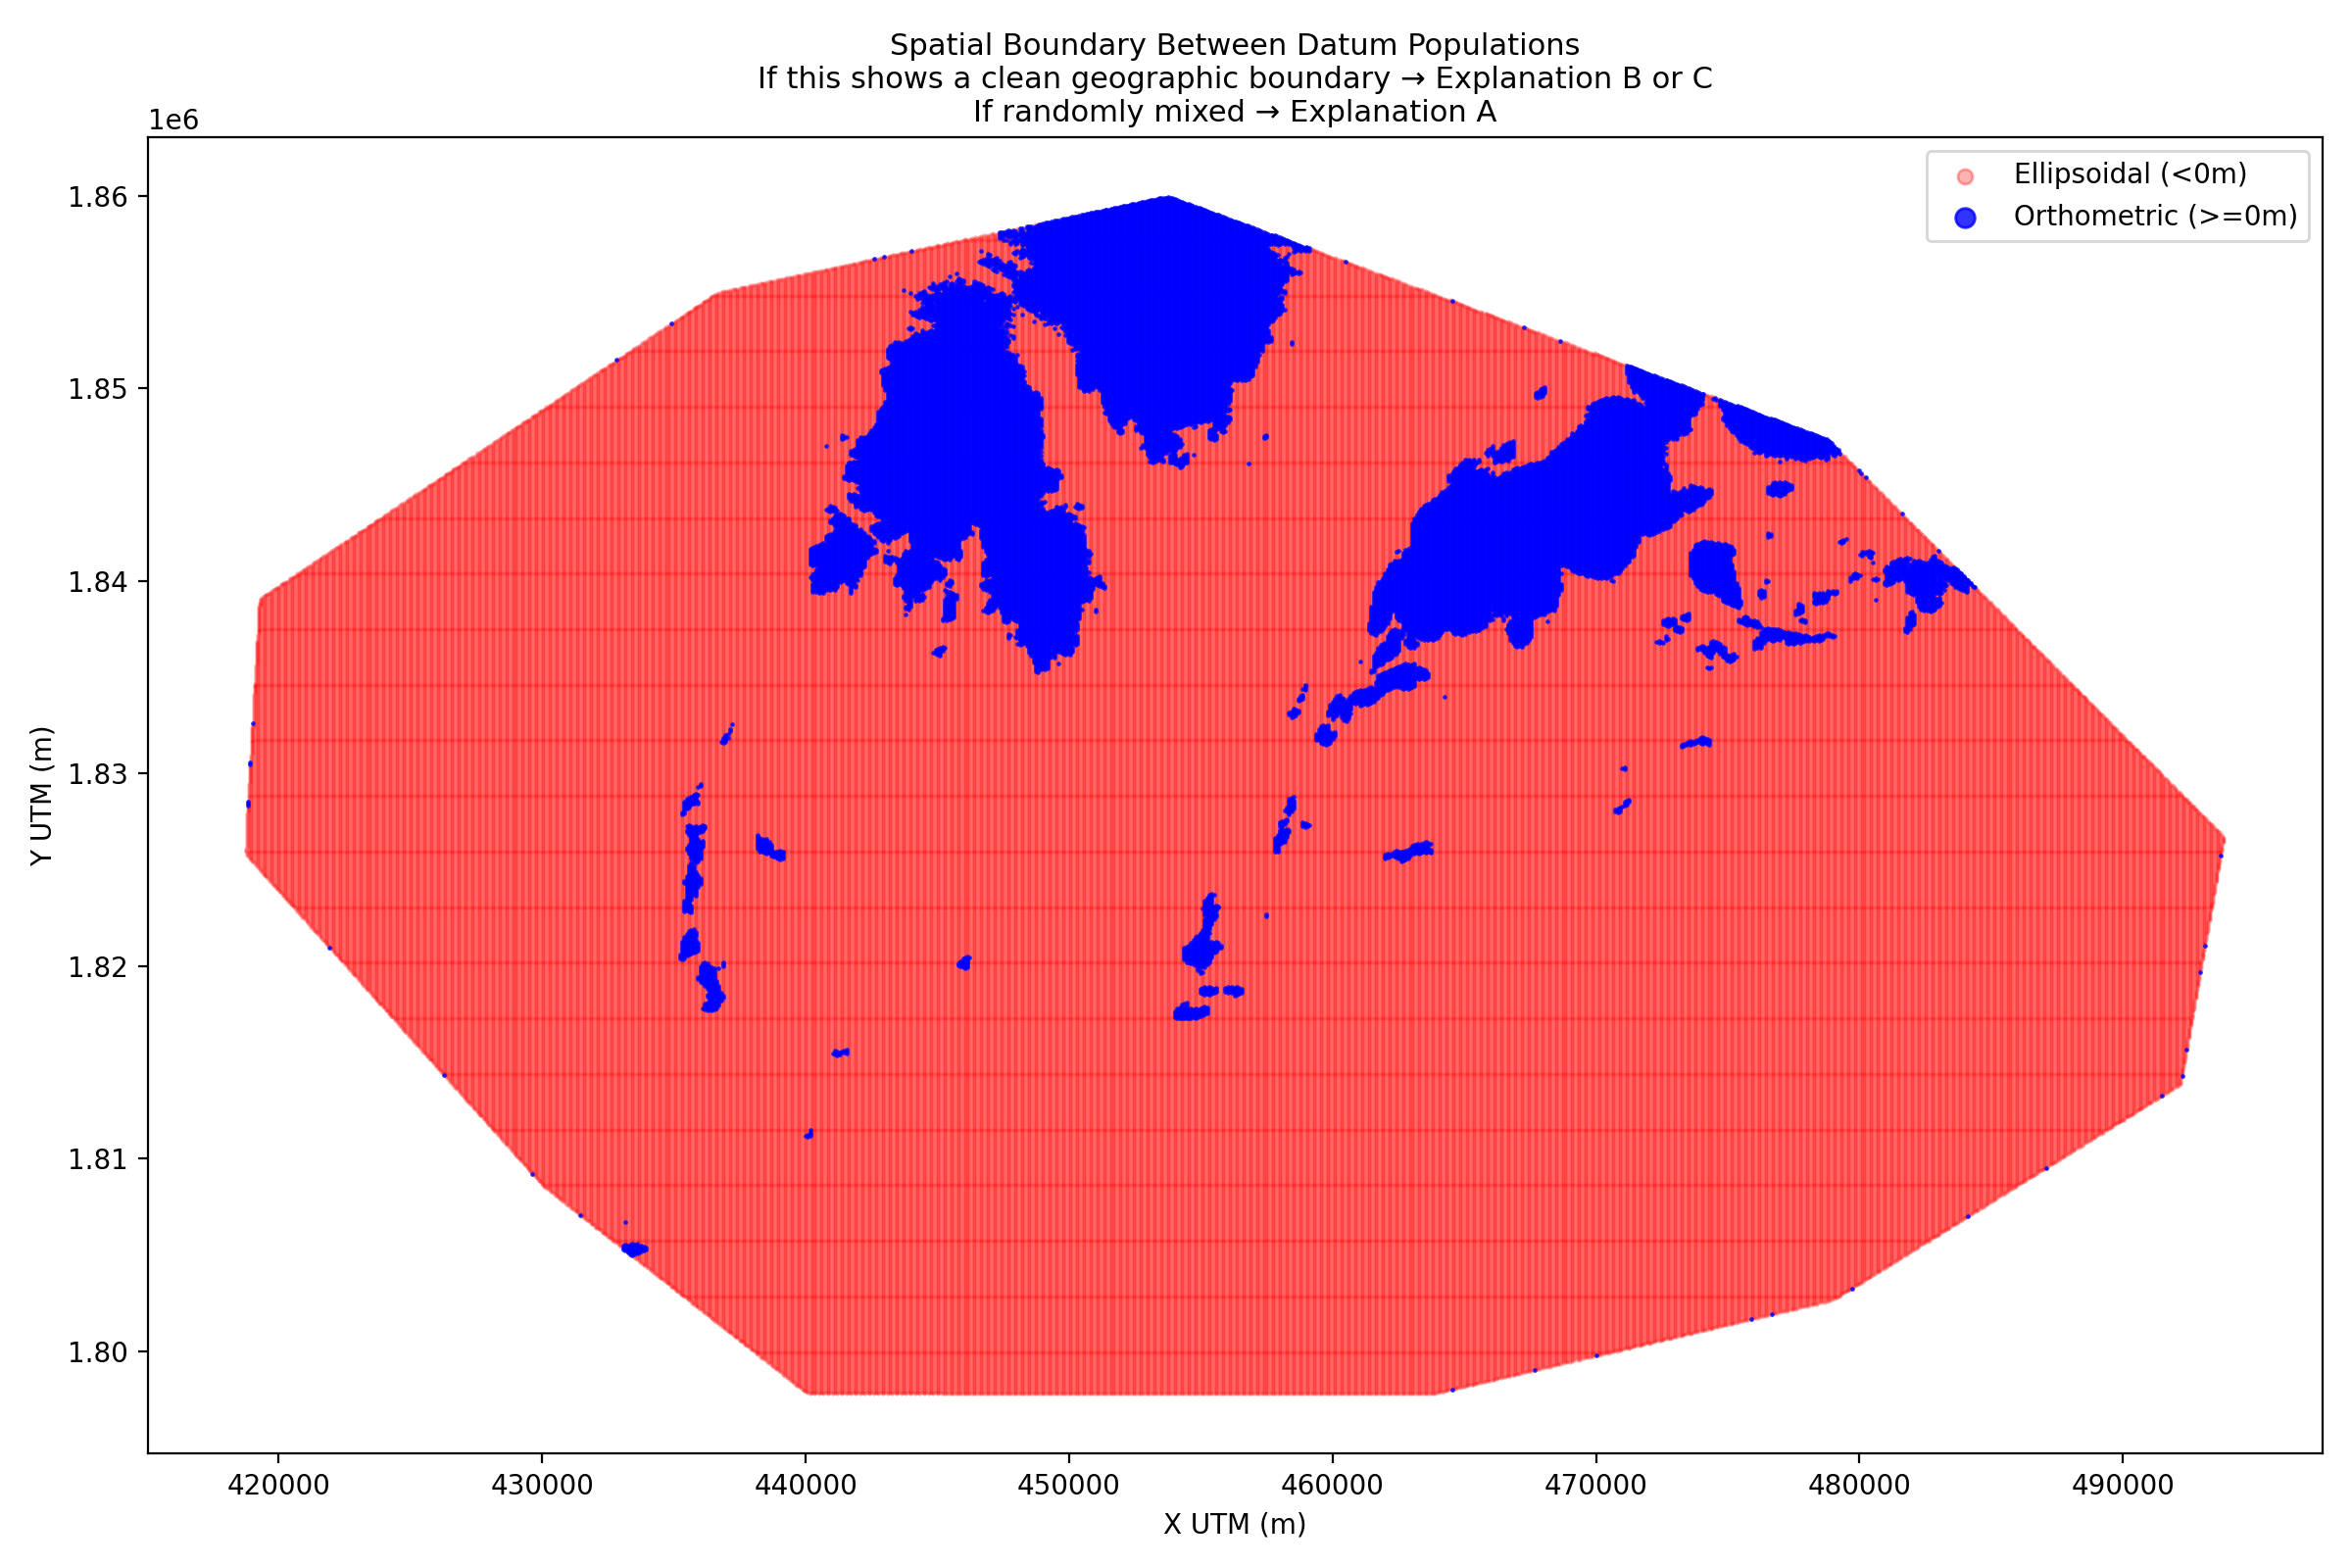 Spatial Boundary Between Datum Populations
If this shows a clean geographic boundary → Explanation B or C
If randomly mixed → Explanation A
1e6
Ellipsoidal (<0m)
Orthometric (>=0m)
1.86
1.85
1.84
1.83
1.82
1.81
1.80
Y UTM (m)
420000 430000 440000 450000 460000 470000 480000 490000
X UTM (m)